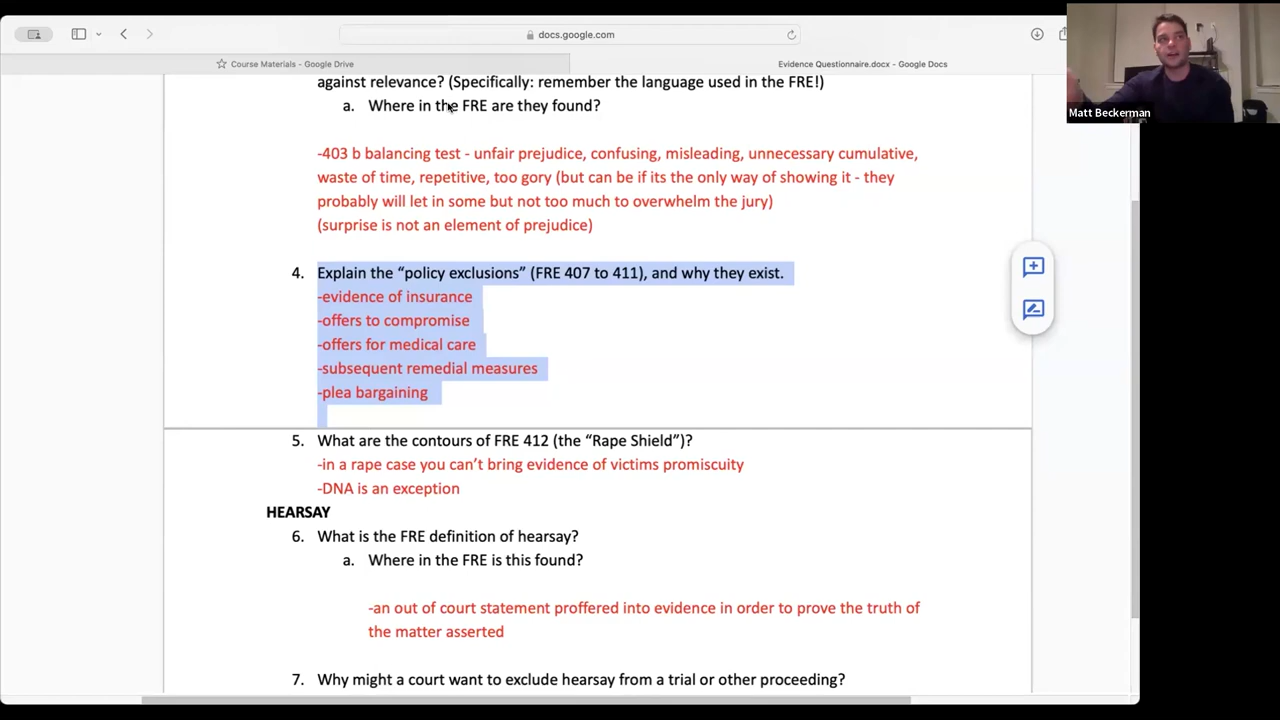 docs.google.com
Course Materials - Google Drive
Evidence Questionnaire.docx - Google Docs
Matt Beckerman
against relevance? (Specifically: remember the language used in the FRE!)
a. Where in the FRE are they found?
-403 b balancing test - unfair prejudice, confusing, misleading, unnecessary cumulative,
waste of time, repetitive, too gory (but can be if its the only way of showing it - they
probably will let in some but not too much to overwhelm the jury)
(surprise is not an element of prejudice)
4. Explain the “policy exclusions” (FRE 407 to 411), and why they exist.
-evidence of insurance
-offers to compromise
-offers for medical care
-subsequent remedial measures
-plea bargaining
5. What are the contours of FRE 412 (the “Rape Shield”)?
-in a rape case you can’t bring evidence of victims promiscuity
-DNA is an exception
HEARSAY
6. What is the FRE definition of hearsay?
a. Where in the FRE is this found?
-an out of court statement proffered into evidence in order to prove the truth of
the matter asserted
7. Why might a court want to exclude hearsay from a trial or other proceeding?